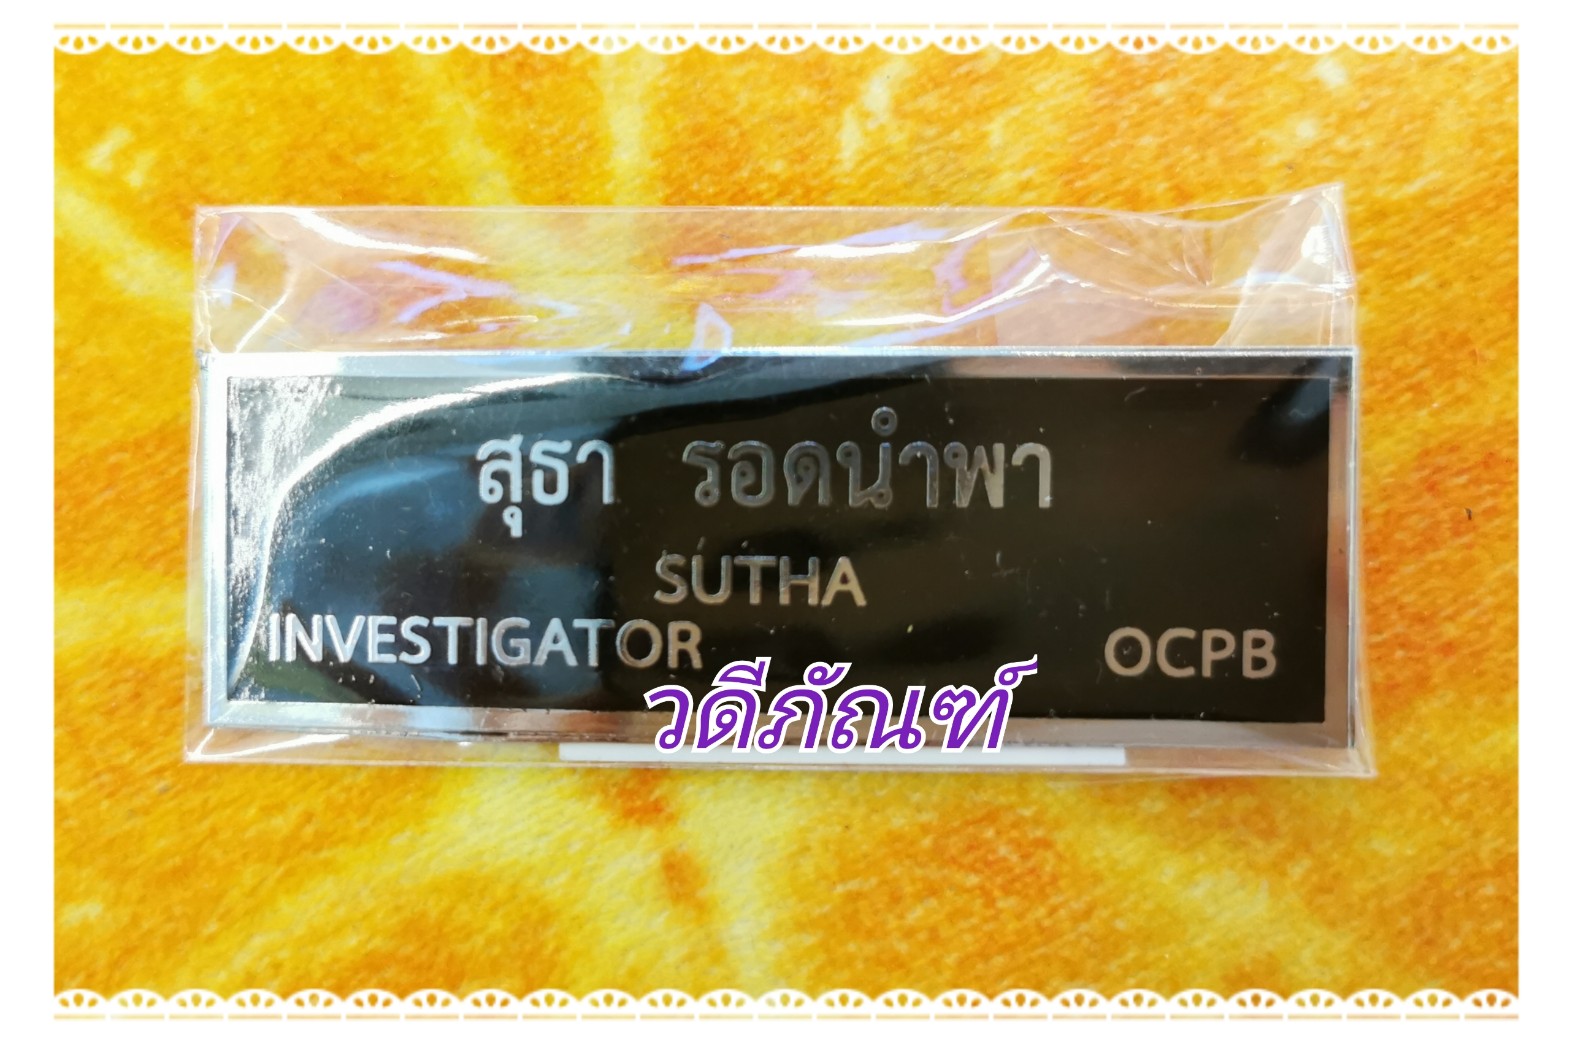 สุธา รอดนำพา
SUTHA
INVESTIGATOR OCPB
วดีภัณฑ์